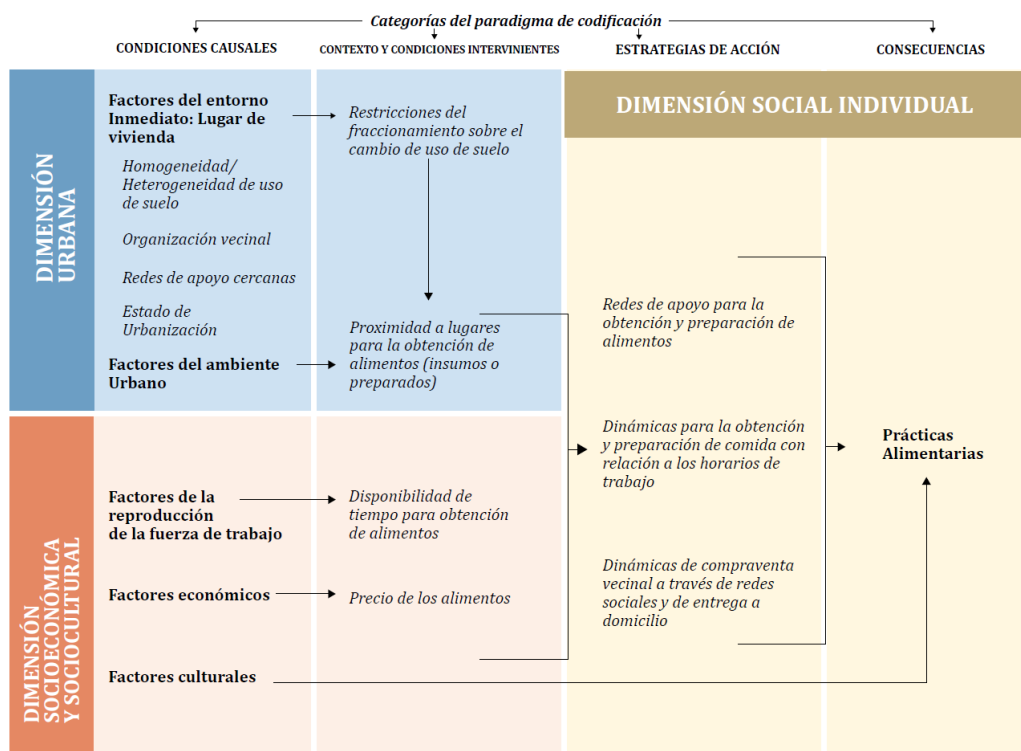 Categorías del paradigma de codificación
CONDICIONES CAUSALES
CONTEXTO Y CONDICIONES INTERVINIENTES
ESTRATEGIAS DE ACCIÓN
CONSECUENCIAS
DIMENSIÓN
URBANA
Factores del entorno
Inmediato: Lugar de
vivienda
Homogeneidad/
Heterogeneidad de uso
de suelo
Organización vecinal
Redes de apoyo cercanas
Estado de
Urbanización
Factores del ambiente
Urbano
Restricciones del
fraccionamiento sobre el
cambio de uso de suelo
Proximidad a lugares
para la obtención de
alimentos (insumos o
preparados)
DIMENSIÓN SOCIAL INDIVIDUAL
Redes de apoyo para la
obtención y preparación de
alimentos
Dinámicas para la obtención
y preparación de comida con
relación a los horarios de
trabajo
Dinámicas de compraventa
vecinal a través de redes
sociales y de entrega a
domicilio
Prácticas
Alimentarias
DIMENSIÓN
SOCIOECONÓMICA
Y SOCIOCULTURAL
Factores de la
reproducción
de la fuerza de trabajo
Factores económicos
Factores culturales
Disponibilidad de
tiempo para obtención
de alimentos
Precio de los alimentos